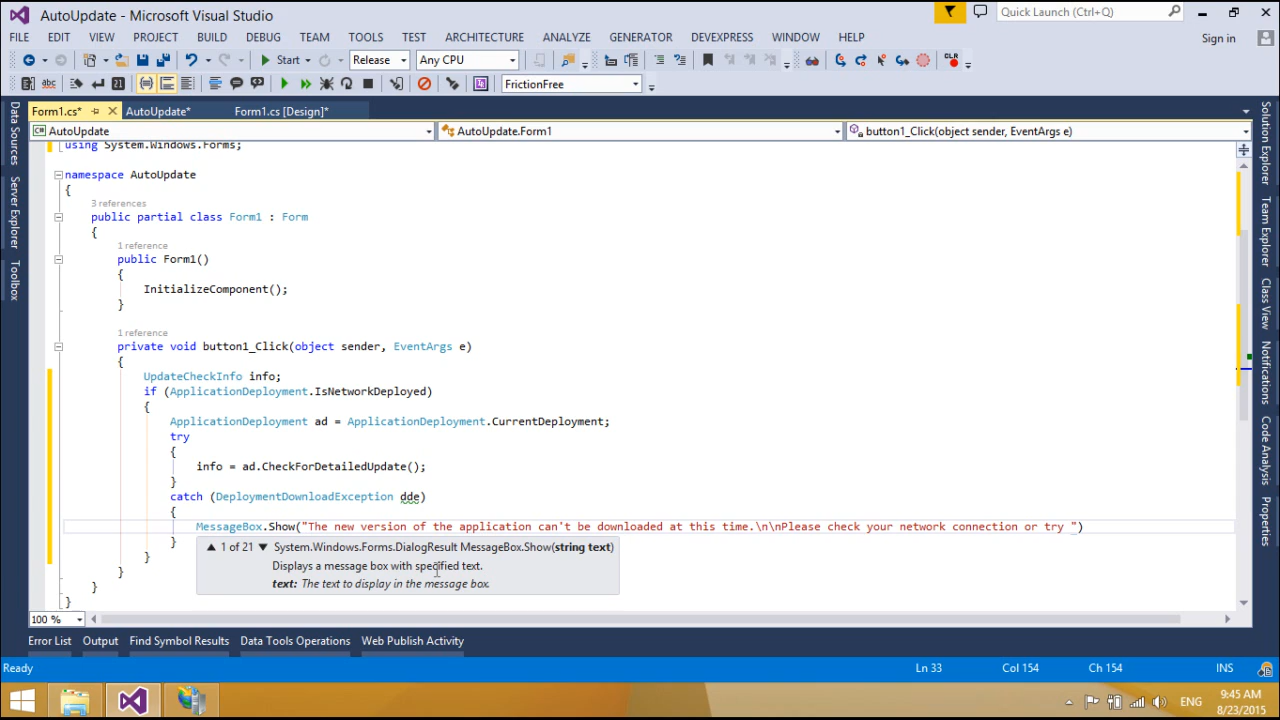 AutoUpdate - Microsoft Visual Studio
Quick Launch (Ctrl+Q)
FILE EDIT VIEW PROJECT BUILD DEBUG TEAM TOOLS TEST ARCHITECTURE ANALYZE GENERATOR DEVEXPRESS WINDOW HELP
Sign in
Start Release Any CPU
FrictionFree
Form1.cs* AutoUpdate* Form1.cs [Design]*
AutoUpdate AutoUpdate.Form1 button1_Click(object sender, EventArgs e)
using System.Windows.Forms;
namespace AutoUpdate
{
3 references
public partial class Form1 : Form
{
1 reference
public Form1()
{
InitializeComponent();
}
1 reference
private void button1_Click(object sender, EventArgs e)
{
UpdateCheckInfo info;
if (ApplicationDeployment.IsNetworkDeployed)
{
ApplicationDeployment ad = ApplicationDeployment.CurrentDeployment;
try
{
info = ad.CheckForDetailedUpdate();
}
catch (DeploymentDownloadException dde)
{
MessageBox.Show("The new version of the application can't be downloaded at this time.\n\nPlease check your network connection or try ")
}
1 of 21 System.Windows.Forms.DialogResult MessageBox.Show(string text)
Displays a message box with specified text.
text: The text to display in the message box.
}
}
}
}
Data Sources
Server Explorer
Toolbox
Solution Explorer
Team Explorer
Class View
Notifications
Code Analysis
Properties
100 %
Error List Output Find Symbol Results Data Tools Operations Web Publish Activity
Ready Ln 33 Col 154 Ch 154 INS
ENG
9:45 AM
8/23/2015